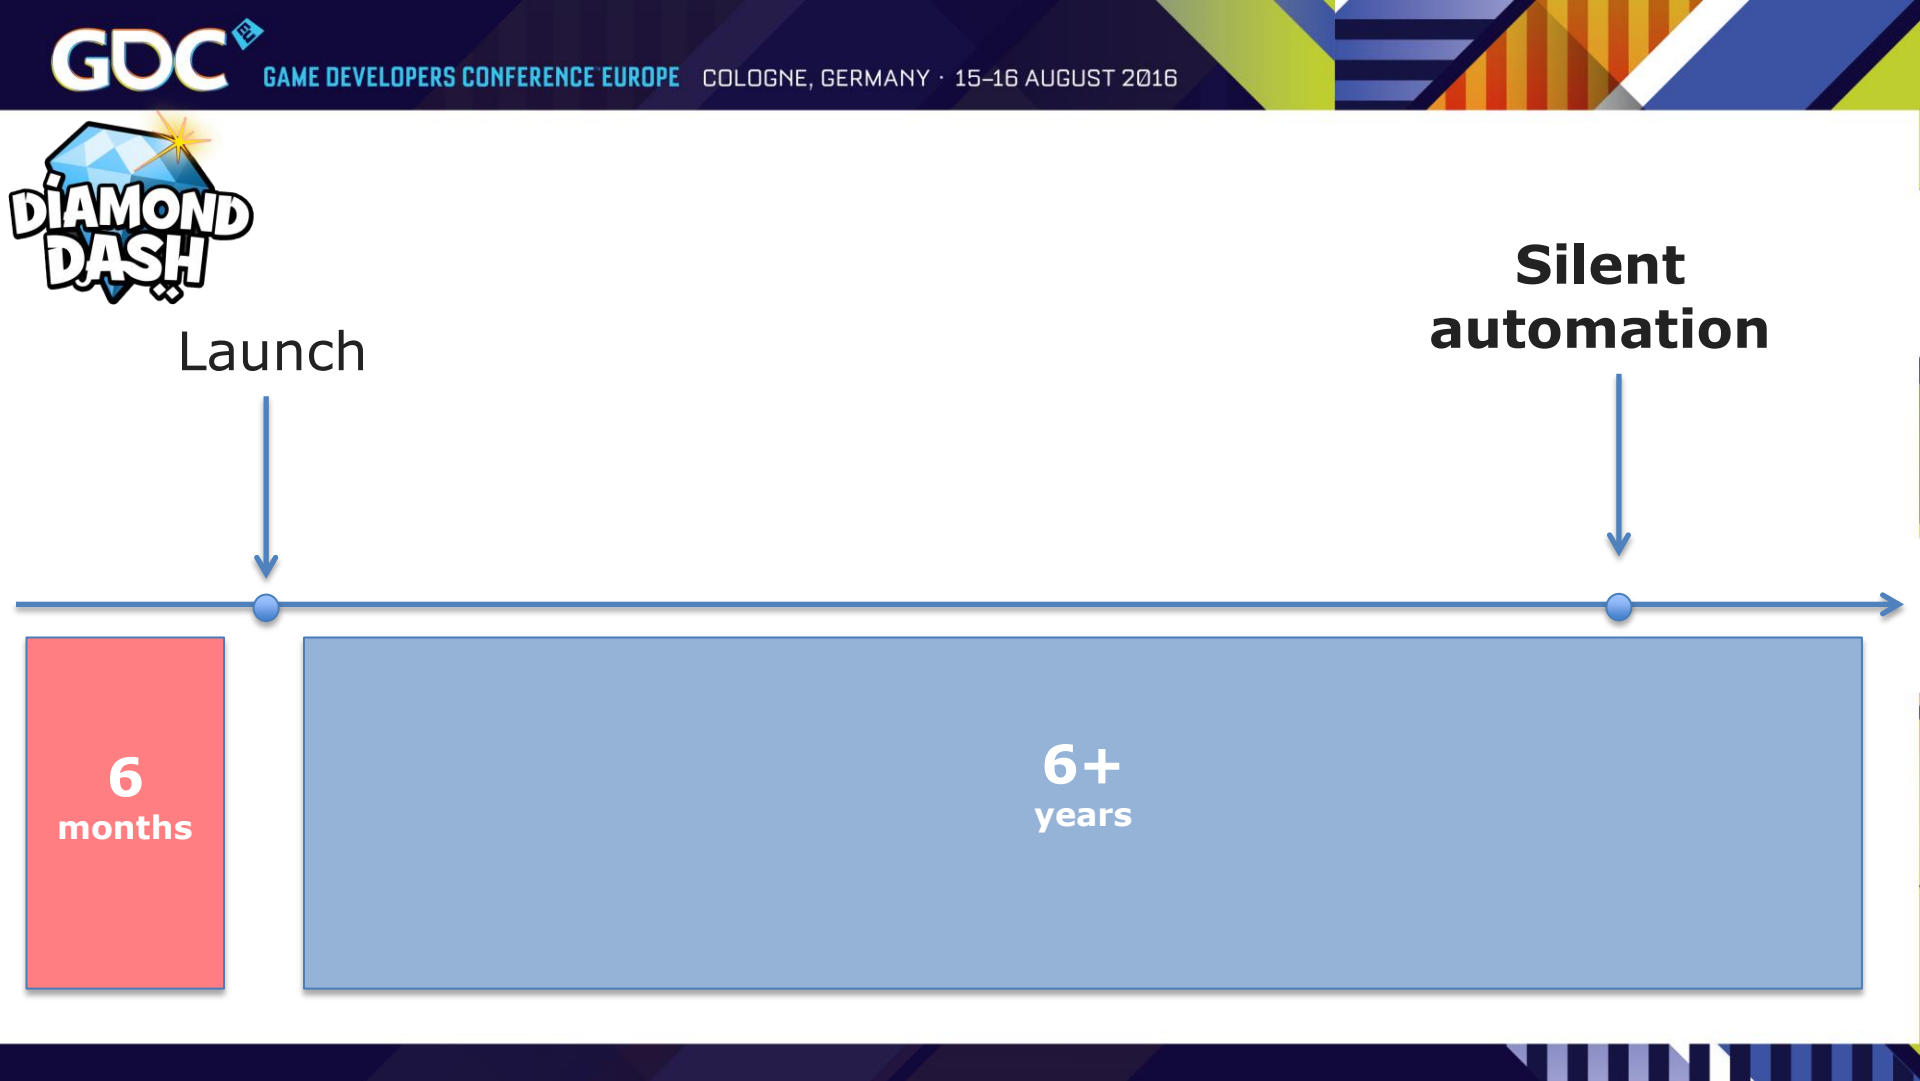 GDC EU
GAME DEVELOPERS CONFERENCE EUROPE COLOGNE, GERMANY · 15–16 AUGUST 2016
DIAMOND
DASH
Silent
automation
Launch
6
months
6+
years